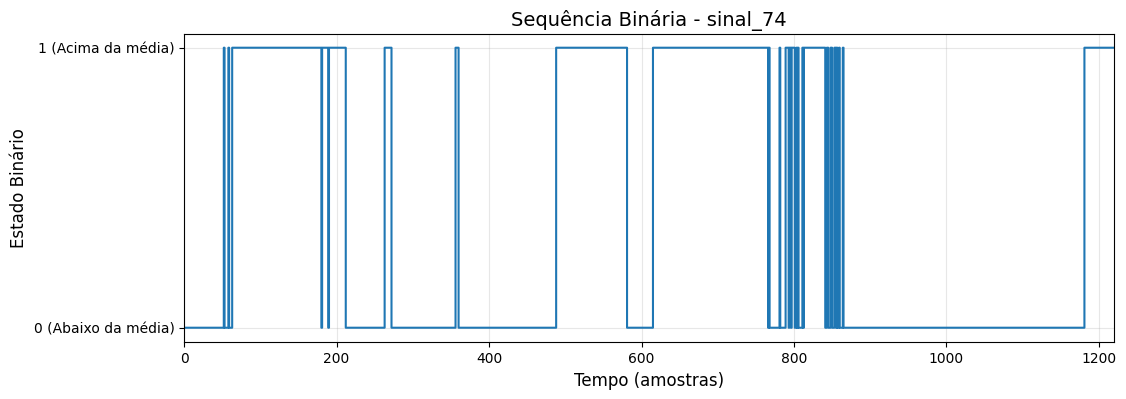 Sequência Binária - sinal_74
Estado Binário
1 (Acima da média)
0 (Abaixo da média)
0 200 400 600 800 1000 1200
Tempo (amostras)